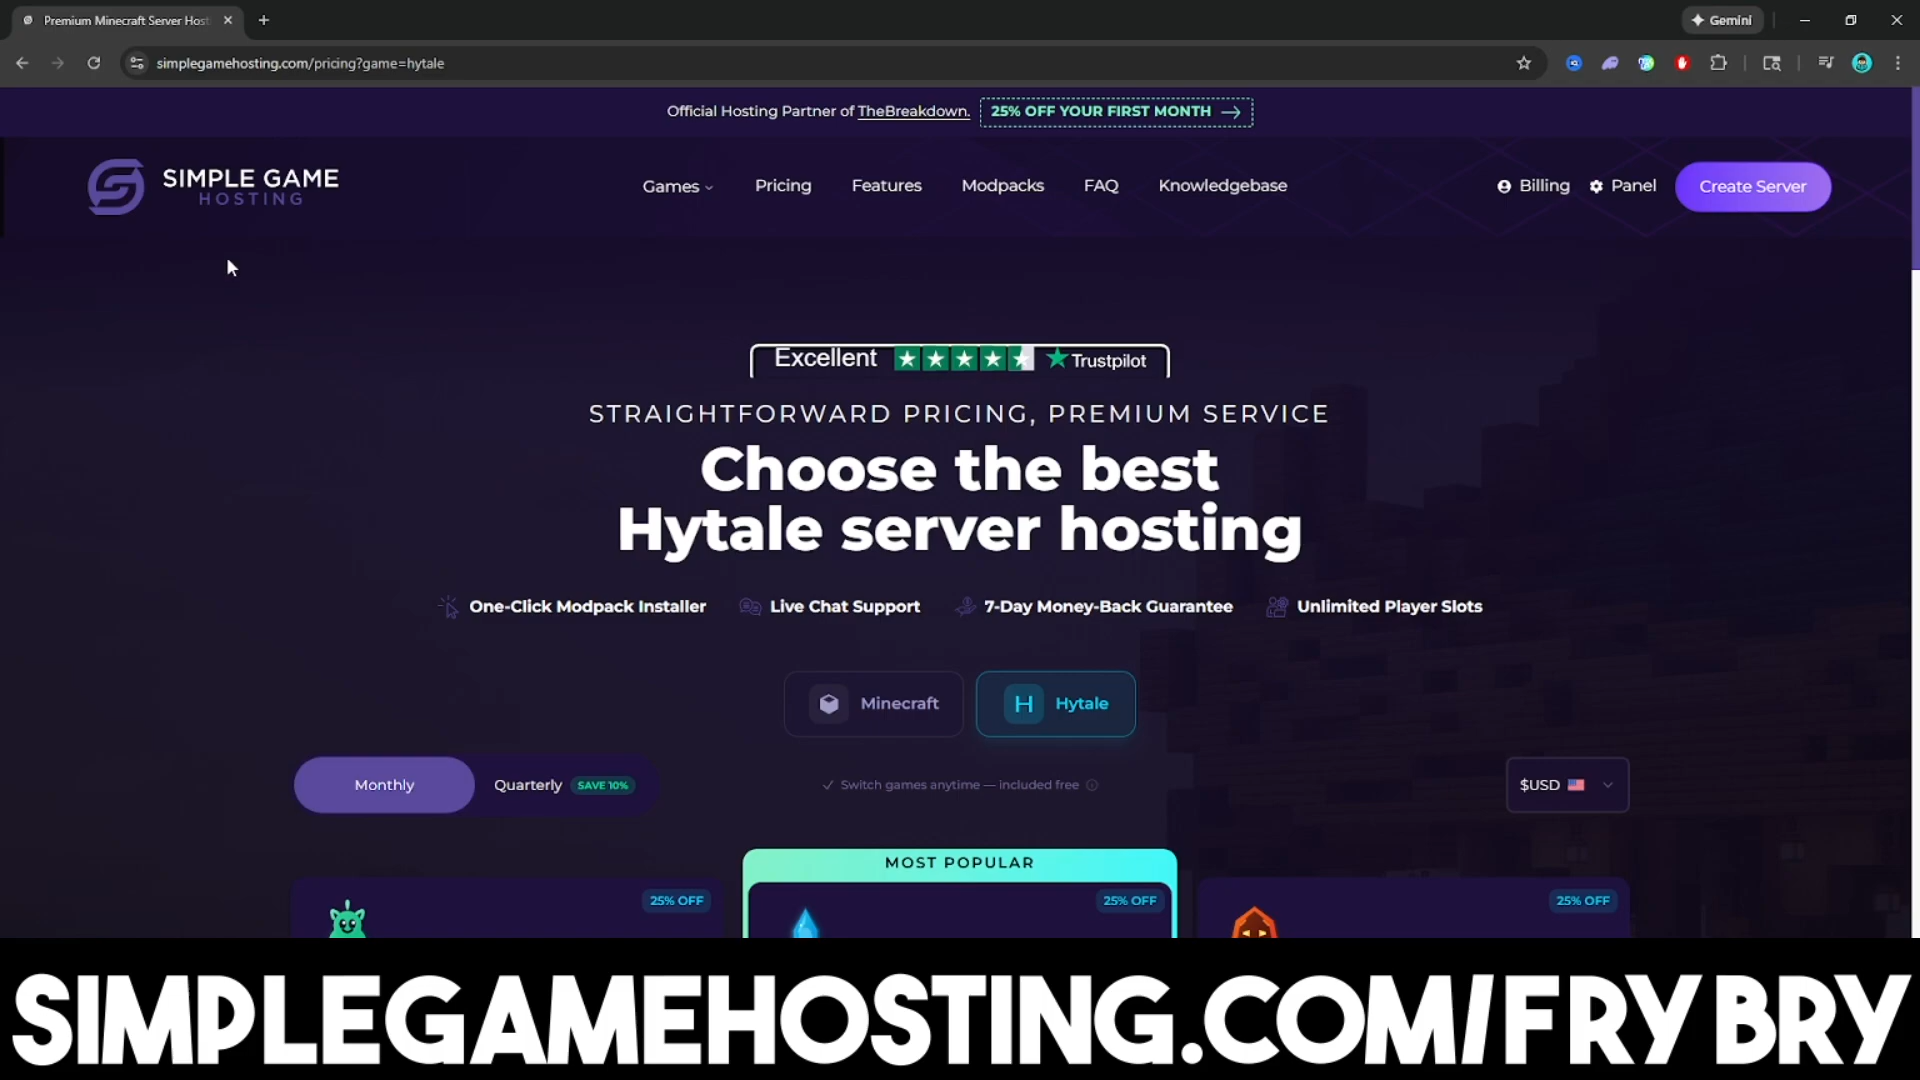 Premium Minecraft Server Host
Gemini
simplegamehosting.com/pricing?game=hytale
Official Hosting Partner of TheBreakdown. 25% OFF YOUR FIRST MONTH
SIMPLE GAME
HOSTING
Games
Pricing
Features
Modpacks
FAQ
Knowledgebase
Billing
Panel
Create Server
Excellent Trustpilot
STRAIGHTFORWARD PRICING, PREMIUM SERVICE
Choose the best
Hytale server hosting
One-Click Modpack Installer
Live Chat Support
7-Day Money-Back Guarantee
Unlimited Player Slots
Minecraft
H Hytale
Monthly
Quarterly SAVE 10%
Switch games anytime — included free
$USD
MOST POPULAR
25% OFF
25% OFF
25% OFF
SIMPLEGAMEHOSTING.COM/FRYBRY